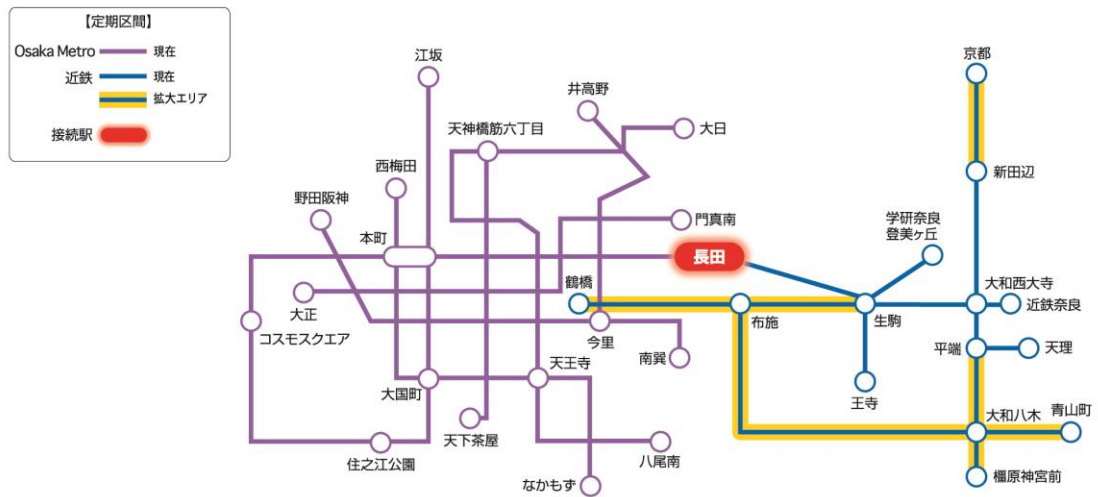 【定期区間】
Osaka Metro 現在
近鉄 現在
拡大エリア
接続駅
江坂
京都
井高野
天神橋筋六丁目
大日
西梅田
新田辺
野田阪神
門真南
学研奈良
登美ヶ丘
本町
長田
鶴橋
大和西大寺
近鉄奈良
大正
布施
生駒
コスモスクエア
今里
平端
天理
南巽
天王寺
大国町
王寺
大和八木
青山町
天下茶屋
住之江公園
八尾南
橿原神宮前
なかもず